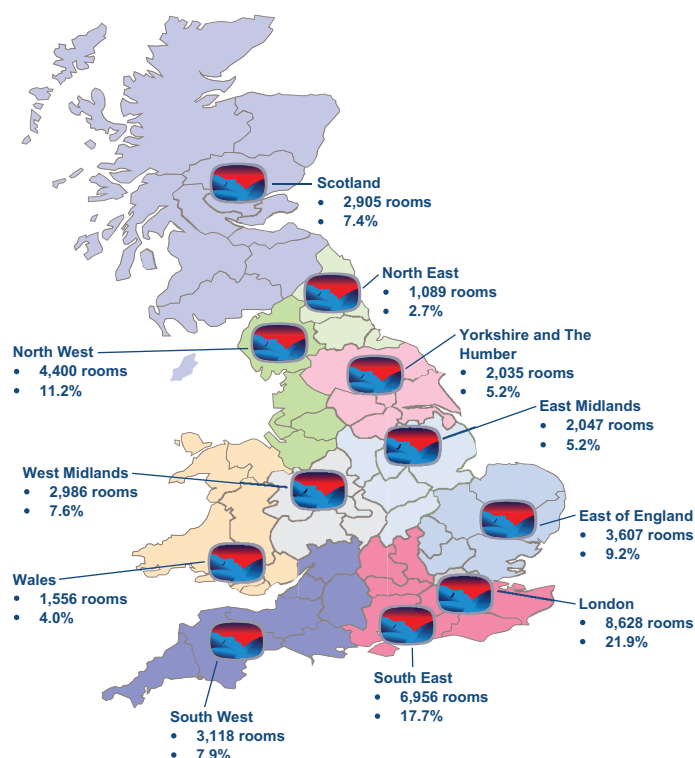 Scotland
• 2,905 rooms
• 7.4%
North East
• 1,089 rooms
• 2.7%
Yorkshire and The
Humber
• 2,035 rooms
• 5.2%
North West
• 4,400 rooms
• 11.2%
East Midlands
• 2,047 rooms
• 5.2%
West Midlands
• 2,986 rooms
• 7.6%
East of England
• 3,607 rooms
• 9.2%
Wales
• 1,556 rooms
• 4.0%
London
• 8,628 rooms
• 21.9%
South East
• 6,956 rooms
• 17.7%
South West
• 3,118 rooms
• 7.9%